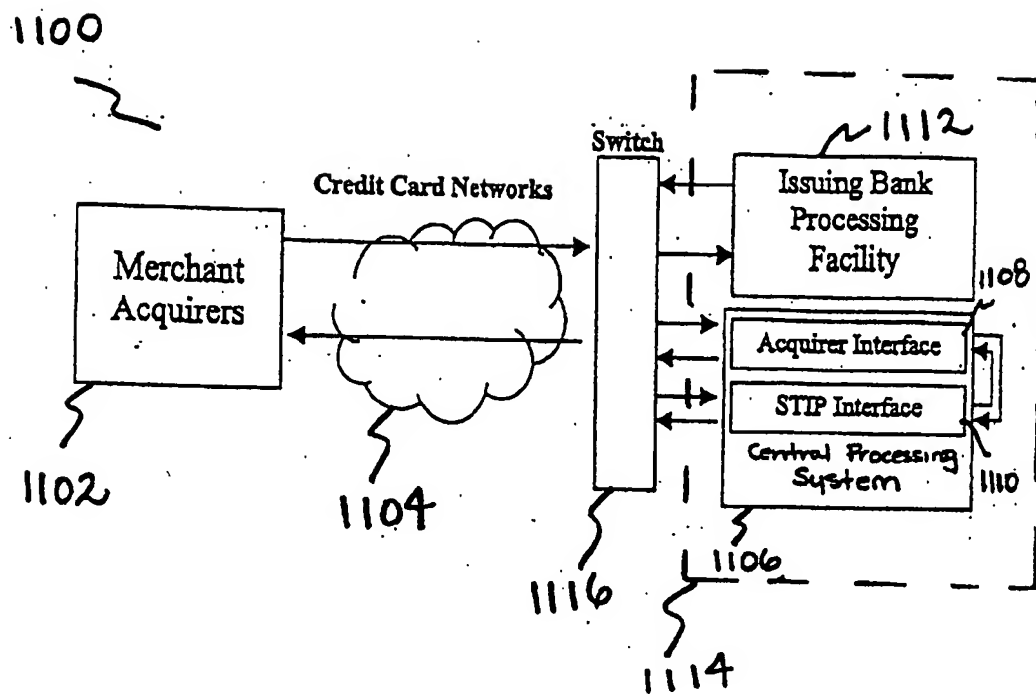 1100
1112
Switch
Credit Card Networks
Issuing Bank
Processing
Facility
Merchant
Acquirers
1108
Acquirer Interface
STIP Interface
Central Processing
System
1110
1102
1104
1106
1116
1114